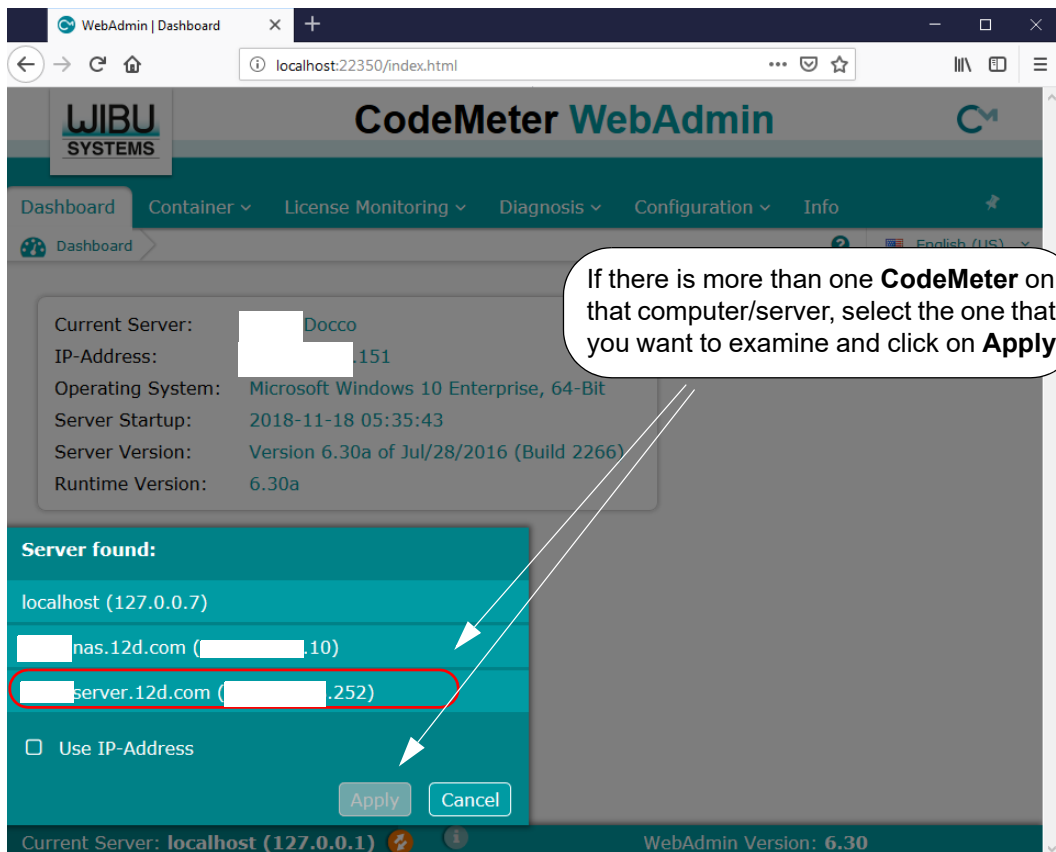 WebAdmin | Dashboard
localhost:22350/index.html
WIBU
SYSTEMS
CodeMeter WebAdmin
Dashboard Container License Monitoring Diagnosis Configuration Info
Dashboard
English (US)
If there is more than one CodeMeter on
that computer/server, select the one that
you want to examine and click on Apply
Current Server: Docco
IP-Address: .151
Operating System: Microsoft Windows 10 Enterprise, 64-Bit
Server Startup: 2018-11-18 05:35:43
Server Version: Version 6.30a of Jul/28/2016 (Build 2266)
Runtime Version: 6.30a
Server found:
localhost (127.0.0.7)
nas.12d.com ( .10)
server.12d.com ( .252)
Use IP-Address
Apply Cancel
Current Server: localhost (127.0.0.1) WebAdmin Version: 6.30